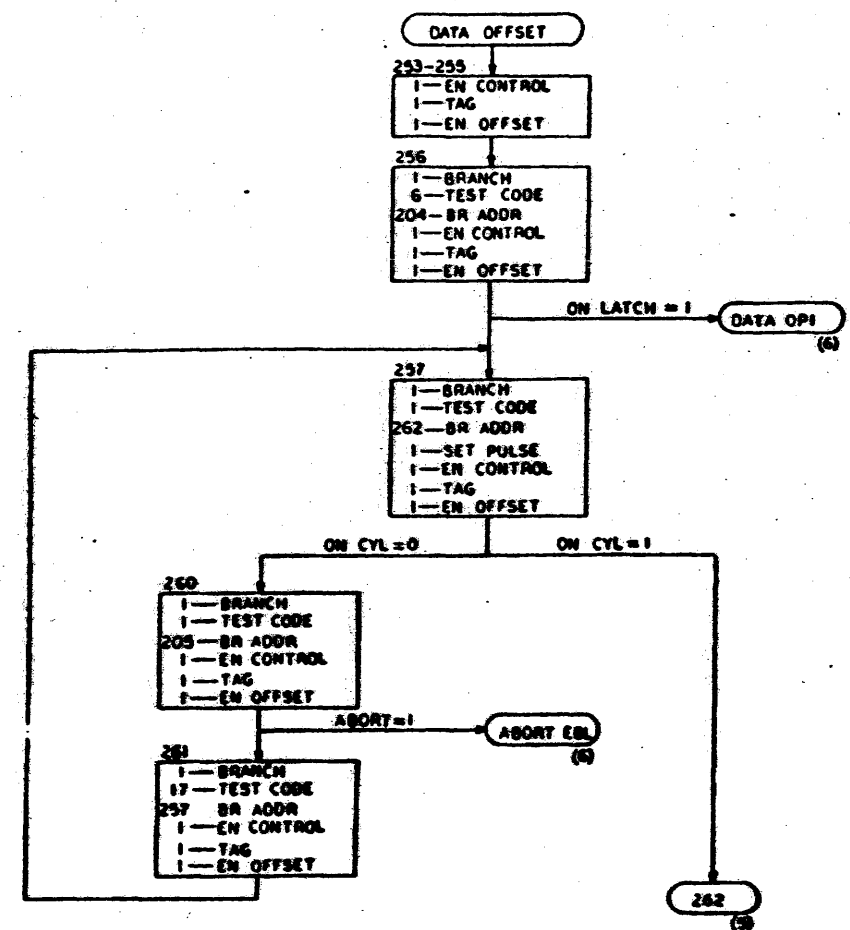 DATA OFFSET
253-255
1—EN CONTROL
1—TAG
1—EN OFFSET
256
1—BRANCH
6—TEST CODE
204—BR ADDR
1—EN CONTROL
1—TAG
1—EN OFFSET
ON LATCH = 1
DATA OPI
(6)
257
1—BRANCH
1—TEST CODE
262—BR ADDR
1—SET PULSE
1—EN CONTROL
1—TAG
1—EN OFFSET
ON CYL=0
ON CYL=1
260
1—BRANCH
1—TEST CODE
205—BR ADDR
1—EN CONTROL
1—TAG
1—EN OFFSET
ABORT=1
ABORT EBL
(6)
261
1—BRANCH
17—TEST CODE
257 BR ADDR
1—EN CONTROL
1—TAG
1—EN OFFSET
262
(5)